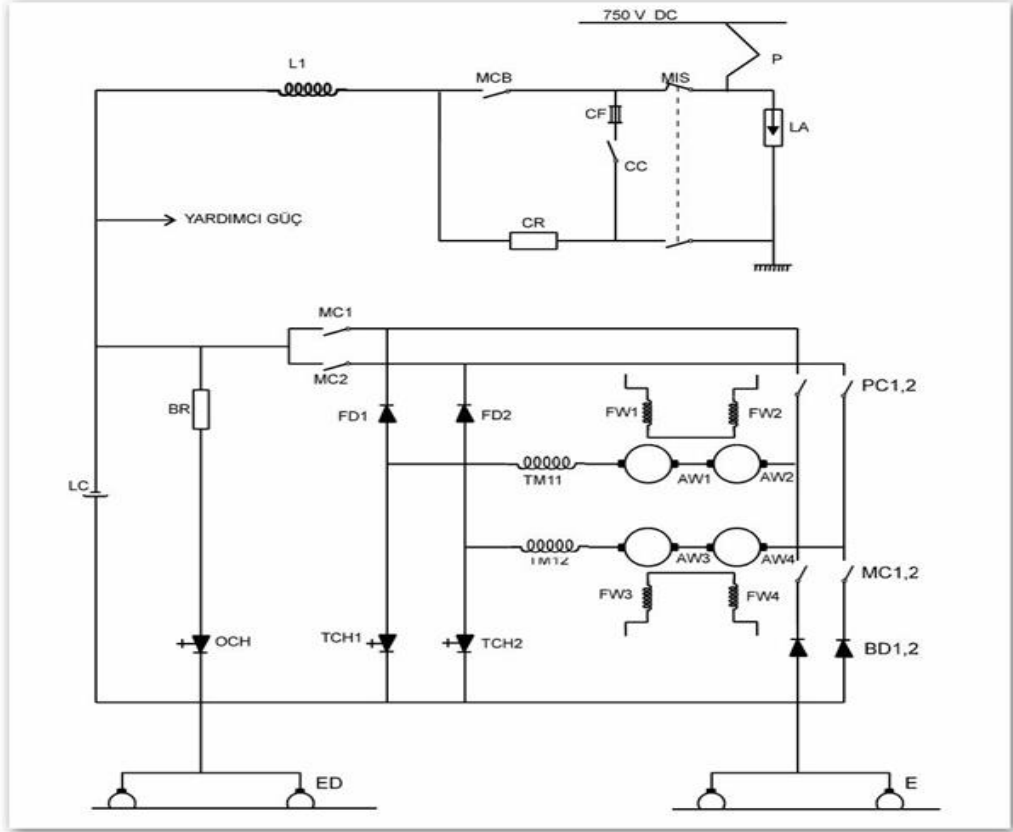 750 V DC
P
L1
MCB
MIS
CF
LA
CC
YARDIMCI GÜÇ
CR
MC1
MC2
PC1,2
BR
FD1
FD2
FW1
FW2
TM11
AW1
AW2
LC
TM12
AW3
AW4
MC1,2
FW3
FW4
OCH
TCH1
TCH2
BD1,2
ED
E